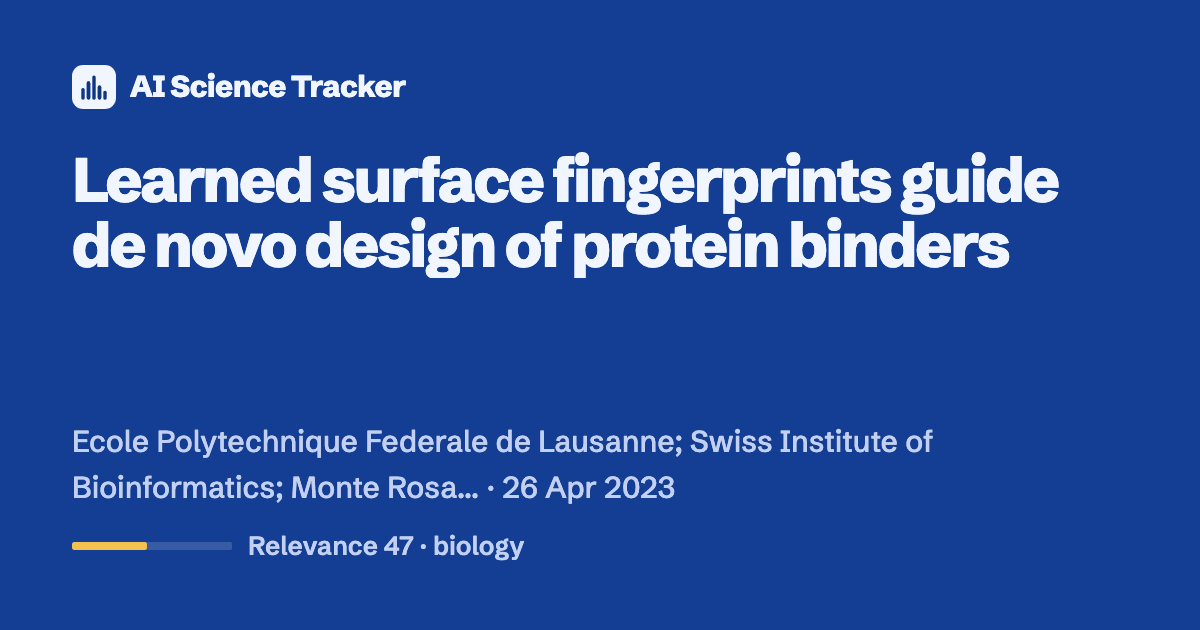 AI Science Tracker
Learned surface fingerprints guide
de novo design of protein binders
Ecole Polytechnique Federale de Lausanne; Swiss Institute of
Bioinformatics; Monte Rosa... · 26 Apr 2023
Relevance 47 · biology